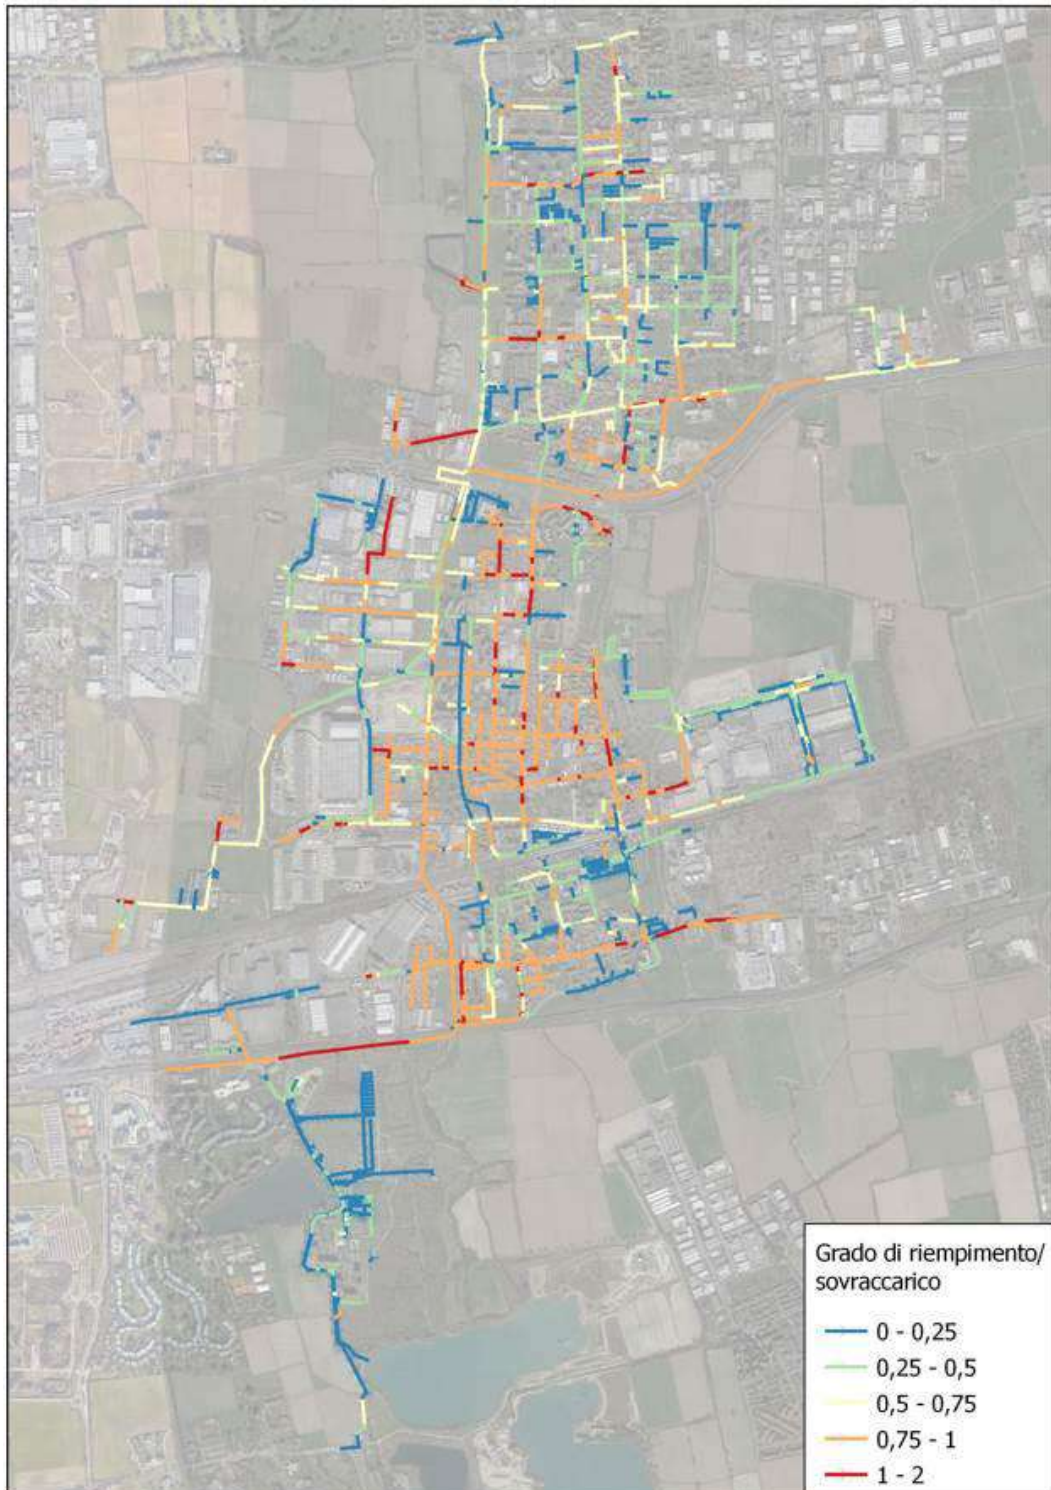 Grado di riempimento/
sovraccarico
0 - 0,25
0,25 - 0,5
0,5 - 0,75
0,75 - 1
1 - 2